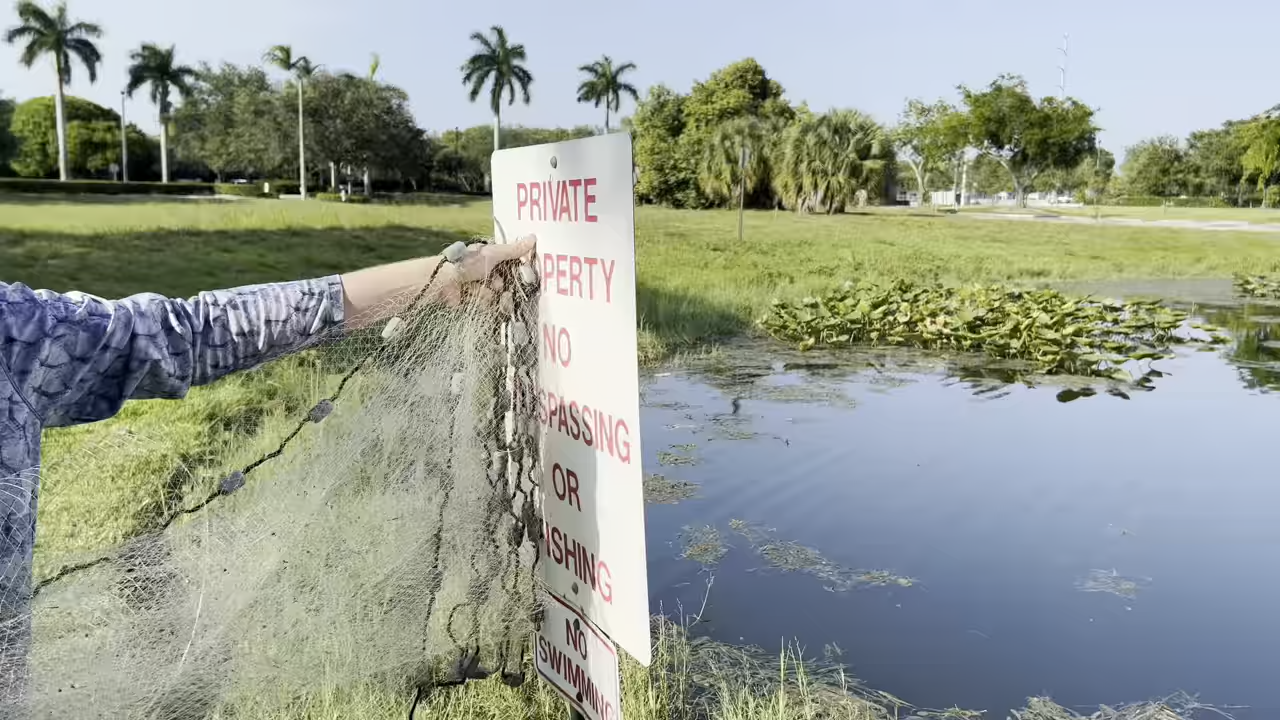 PRIVATE
PERTY
NO
SPASSING
OR
ISHING
NO
SWIMMING